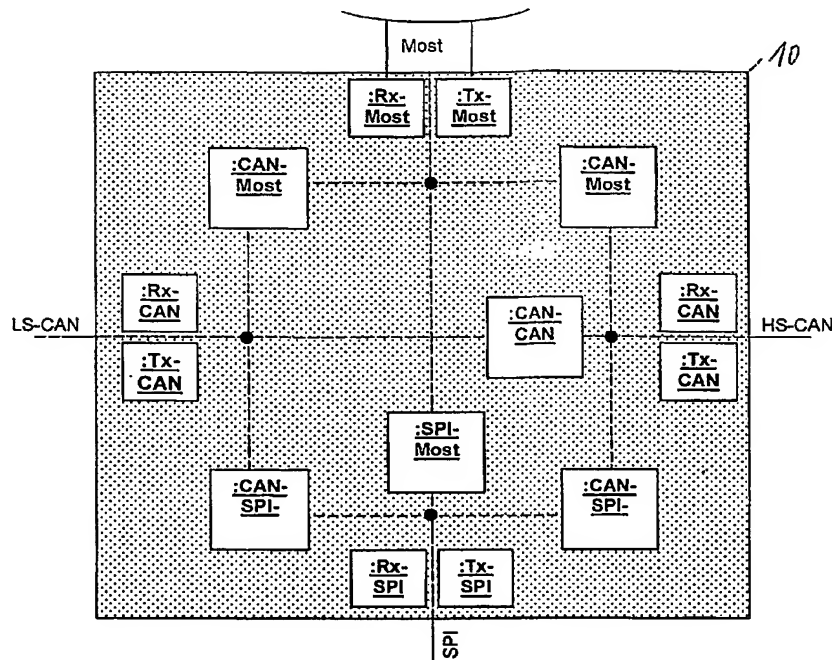 Most
10
:Rx-
Most
:Tx-
Most
:CAN-
Most
:CAN-
Most
:Rx-
CAN
:CAN-
CAN
:Rx-
CAN
LS-CAN
HS-CAN
:Tx-
CAN
:Tx-
CAN
:SPI-
Most
:CAN-
SPI-
:CAN-
SPI-
:Rx-
SPI
:Tx-
SPI
SPI